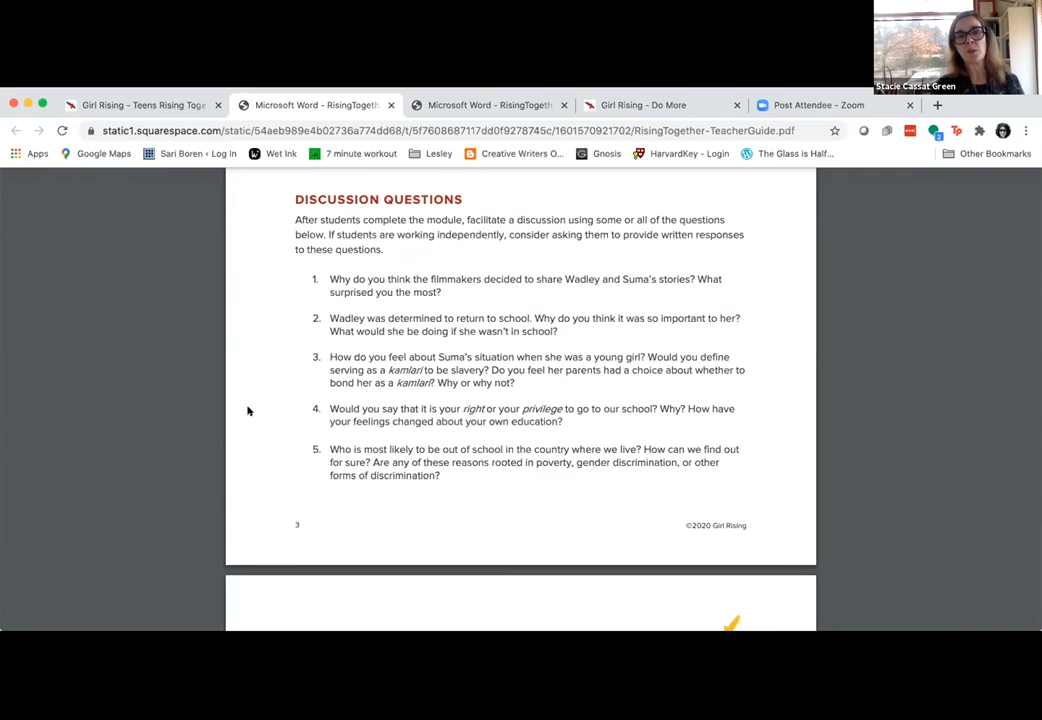 Stacie Cassat Green
Girl Rising - Teens Rising Toge
Microsoft Word - RisingTogeth
Microsoft Word - RisingTogeth
Girl Rising - Do More
Post Attendee - Zoom
static1.squarespace.com/static/54aeb989e4b02736a774dd68/t/5f7608687117dd0f9278745c/1601570921702/RisingTogether-TeacherGuide.pdf
Apps
Google Maps
Sari Boren ‹ Log In
Wet Ink
7 minute workout
Lesley
Creative Writers O...
Gnosis
HarvardKey - Login
The Glass is Half...
Other Bookmarks
DISCUSSION QUESTIONS
After students complete the module, facilitate a discussion using some or all of the questions
below. If students are working independently, consider asking them to provide written responses
to these questions.
1. Why do you think the filmmakers decided to share Wadley and Suma's stories? What
surprised you the most?
2. Wadley was determined to return to school. Why do you think it was so important to her?
What would she be doing if she wasn't in school?
3. How do you feel about Suma's situation when she was a young girl? Would you define
serving as a kamlari to be slavery? Do you feel her parents had a choice about whether to
bond her as a kamlari? Why or why not?
4. Would you say that it is your right or your privilege to go to our school? Why? How have
your feelings changed about your own education?
5. Who is most likely to be out of school in the country where we live? How can we find out
for sure? Are any of these reasons rooted in poverty, gender discrimination, or other
forms of discrimination?
3
©2020 Girl Rising